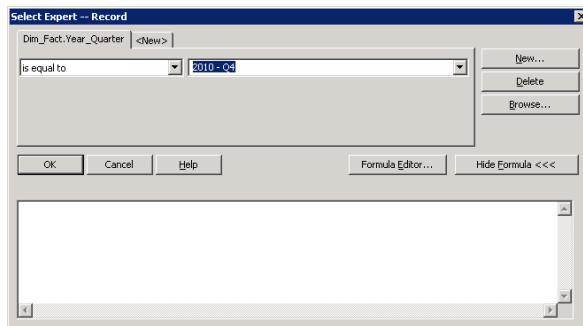 Select Expert -- Record
Dim_Fact.Year_Quarter
<New>
is equal to
2010 - Q4
New...
Delete
Browse...
OK
Cancel
Help
Formula Editor...
Hide Formula <<<